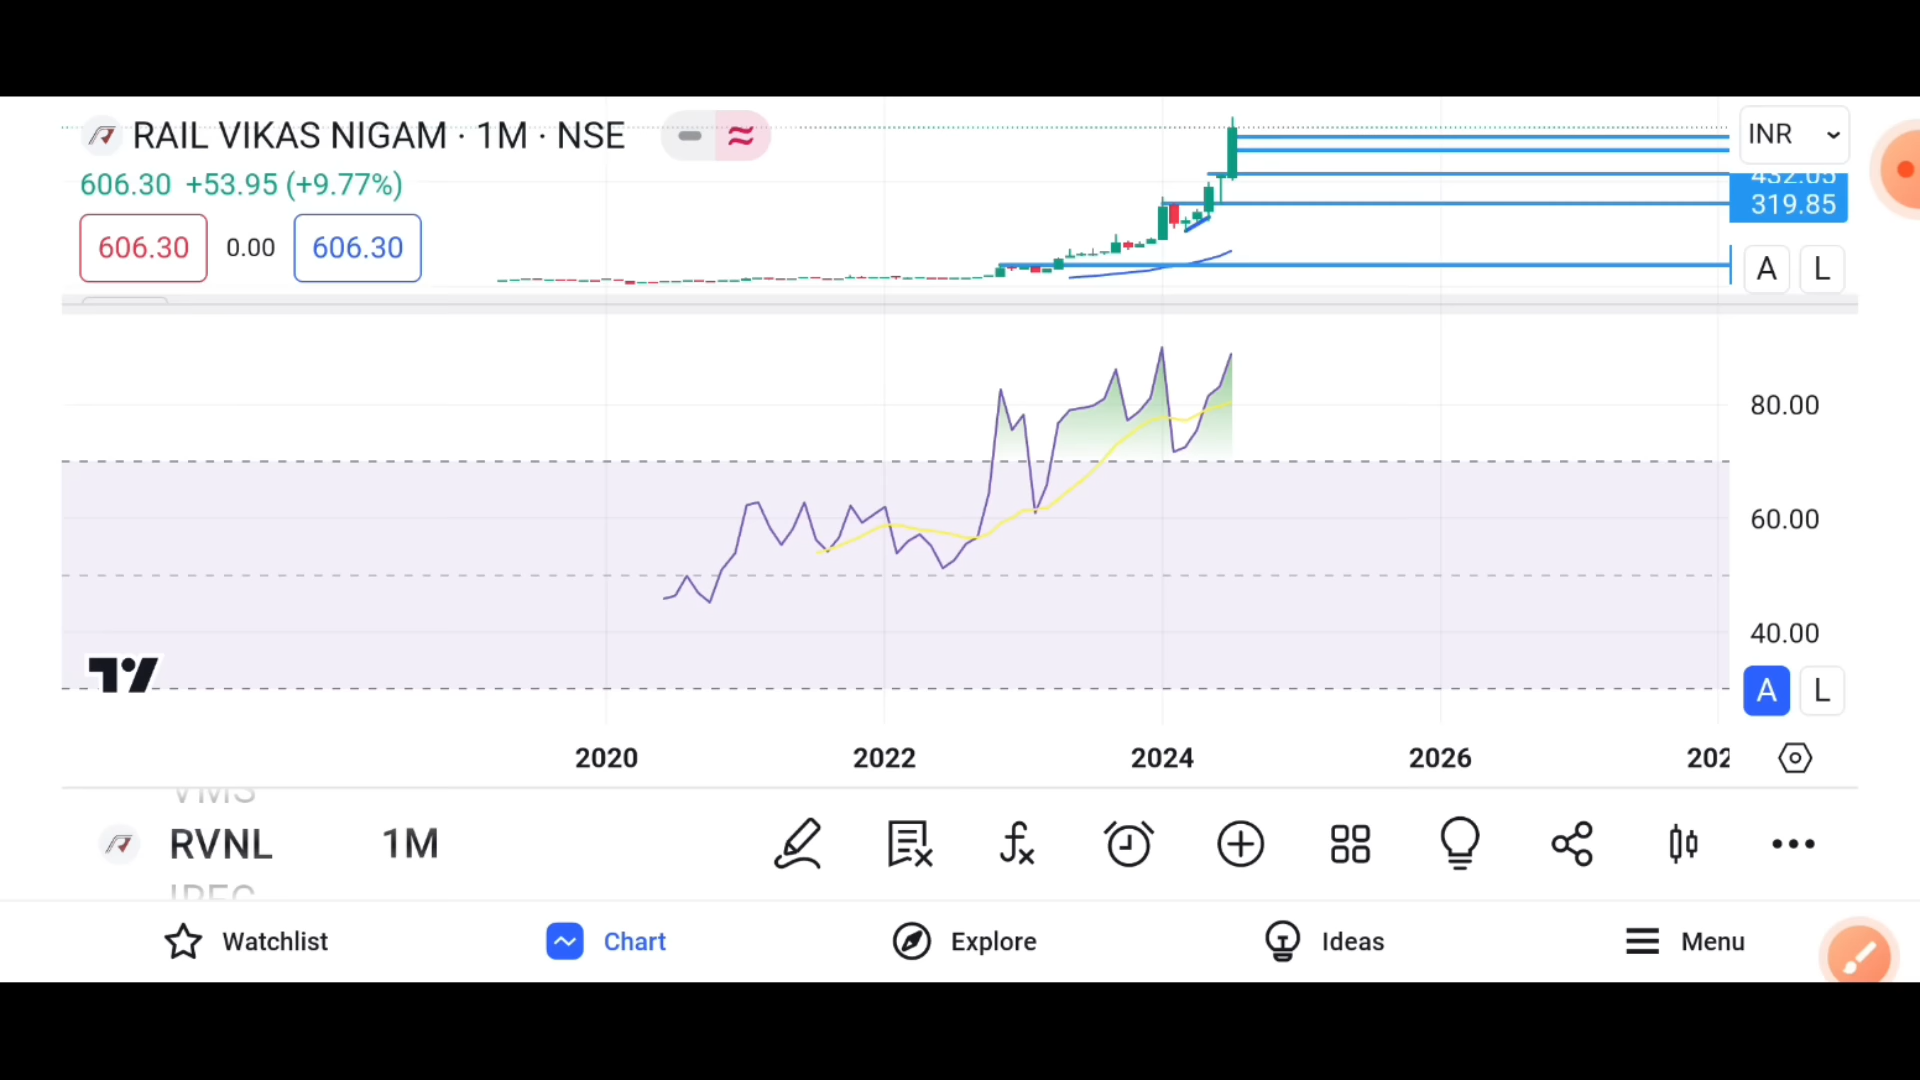 RAIL VIKAS NIGAM · 1M · NSE
INR
606.30 +53.95 (+9.77%)
432.05
319.85
606.30 0.00 606.30
A L
80.00
60.00
40.00
A L
2020 2022 2024 2026 202
VMS
RVNL 1M
Watchlist Chart Explore Ideas Menu